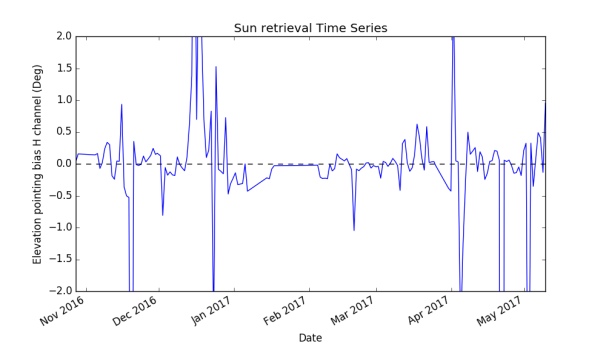 Sun retrieval Time Series
Elevation pointing bias H channel (Deg)
2.0
1.5
1.0
0.5
0.0
−0.5
−1.0
−1.5
−2.0
Nov 2016
Dec 2016
Jan 2017
Feb 2017
Mar 2017
Apr 2017
May 2017
Date